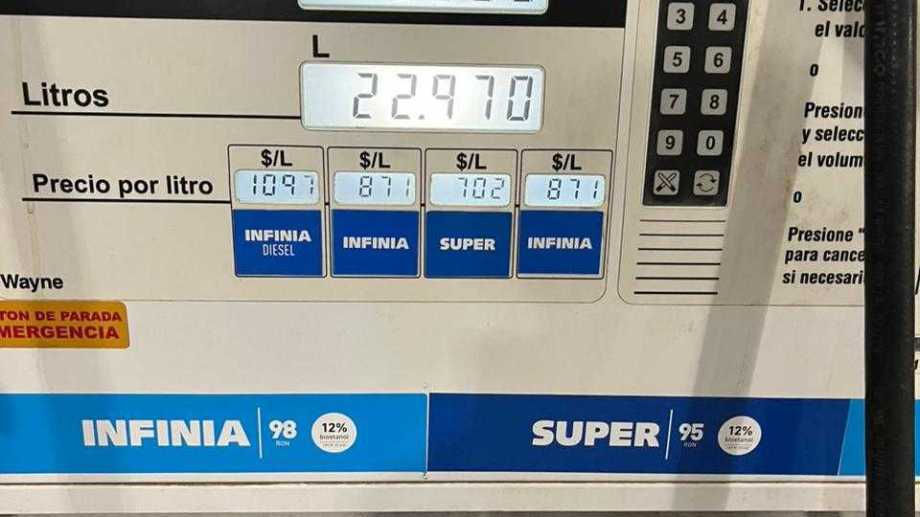 L
Litros
22.970
Precio por litro
$/L
1097
INFINIA
DIESEL
$/L
871
INFINIA
$/L
702
SUPER
$/L
871
INFINIA
3 4
5 6
7 8
9 0
1. Selec
el valo
o
Presion
y selecc
el volum
o
Presione "
para cance
si necesari
Wayne
TON DE PARADA
MERGENCIA
INFINIA 98
RON
12%
bioetanol
SUPER 95
RON
12%
bioetanol